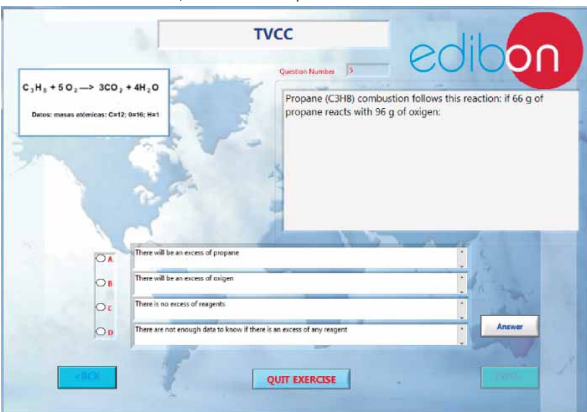 TVCC
edibon
Question Number 5
C₃H₈ + 5 O₂ —> 3CO₂ + 4H₂O
Datos: masas atómicas: C=12; 0=16; H=1
Propane (C3H8) combustion follows this reaction: if 66 g of
propane reacts with 96 g of oxigen:
A There will be an excess of propane
B There will be an excess of oxigen
C There is no excess of reagents
D There are not enough data to know if there is an excess of any reagent
Answer
QUIT EXERCISE